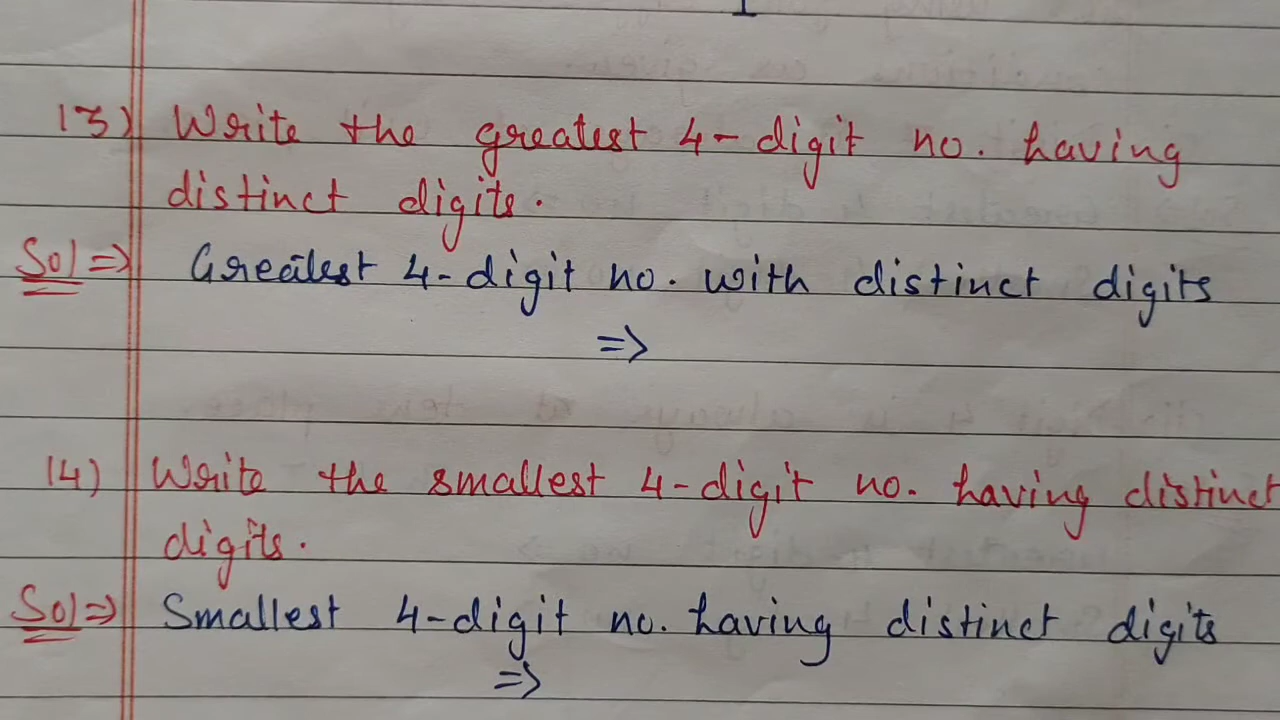 13) Write the greatest 4-digit no. having
distinct digits.
Sol => Greatest 4-digit no. with distinct digits
=>
14) Write the smallest 4-digit no. having distinct
digits.
Sol => Smallest 4-digit no. having distinct digits
=>